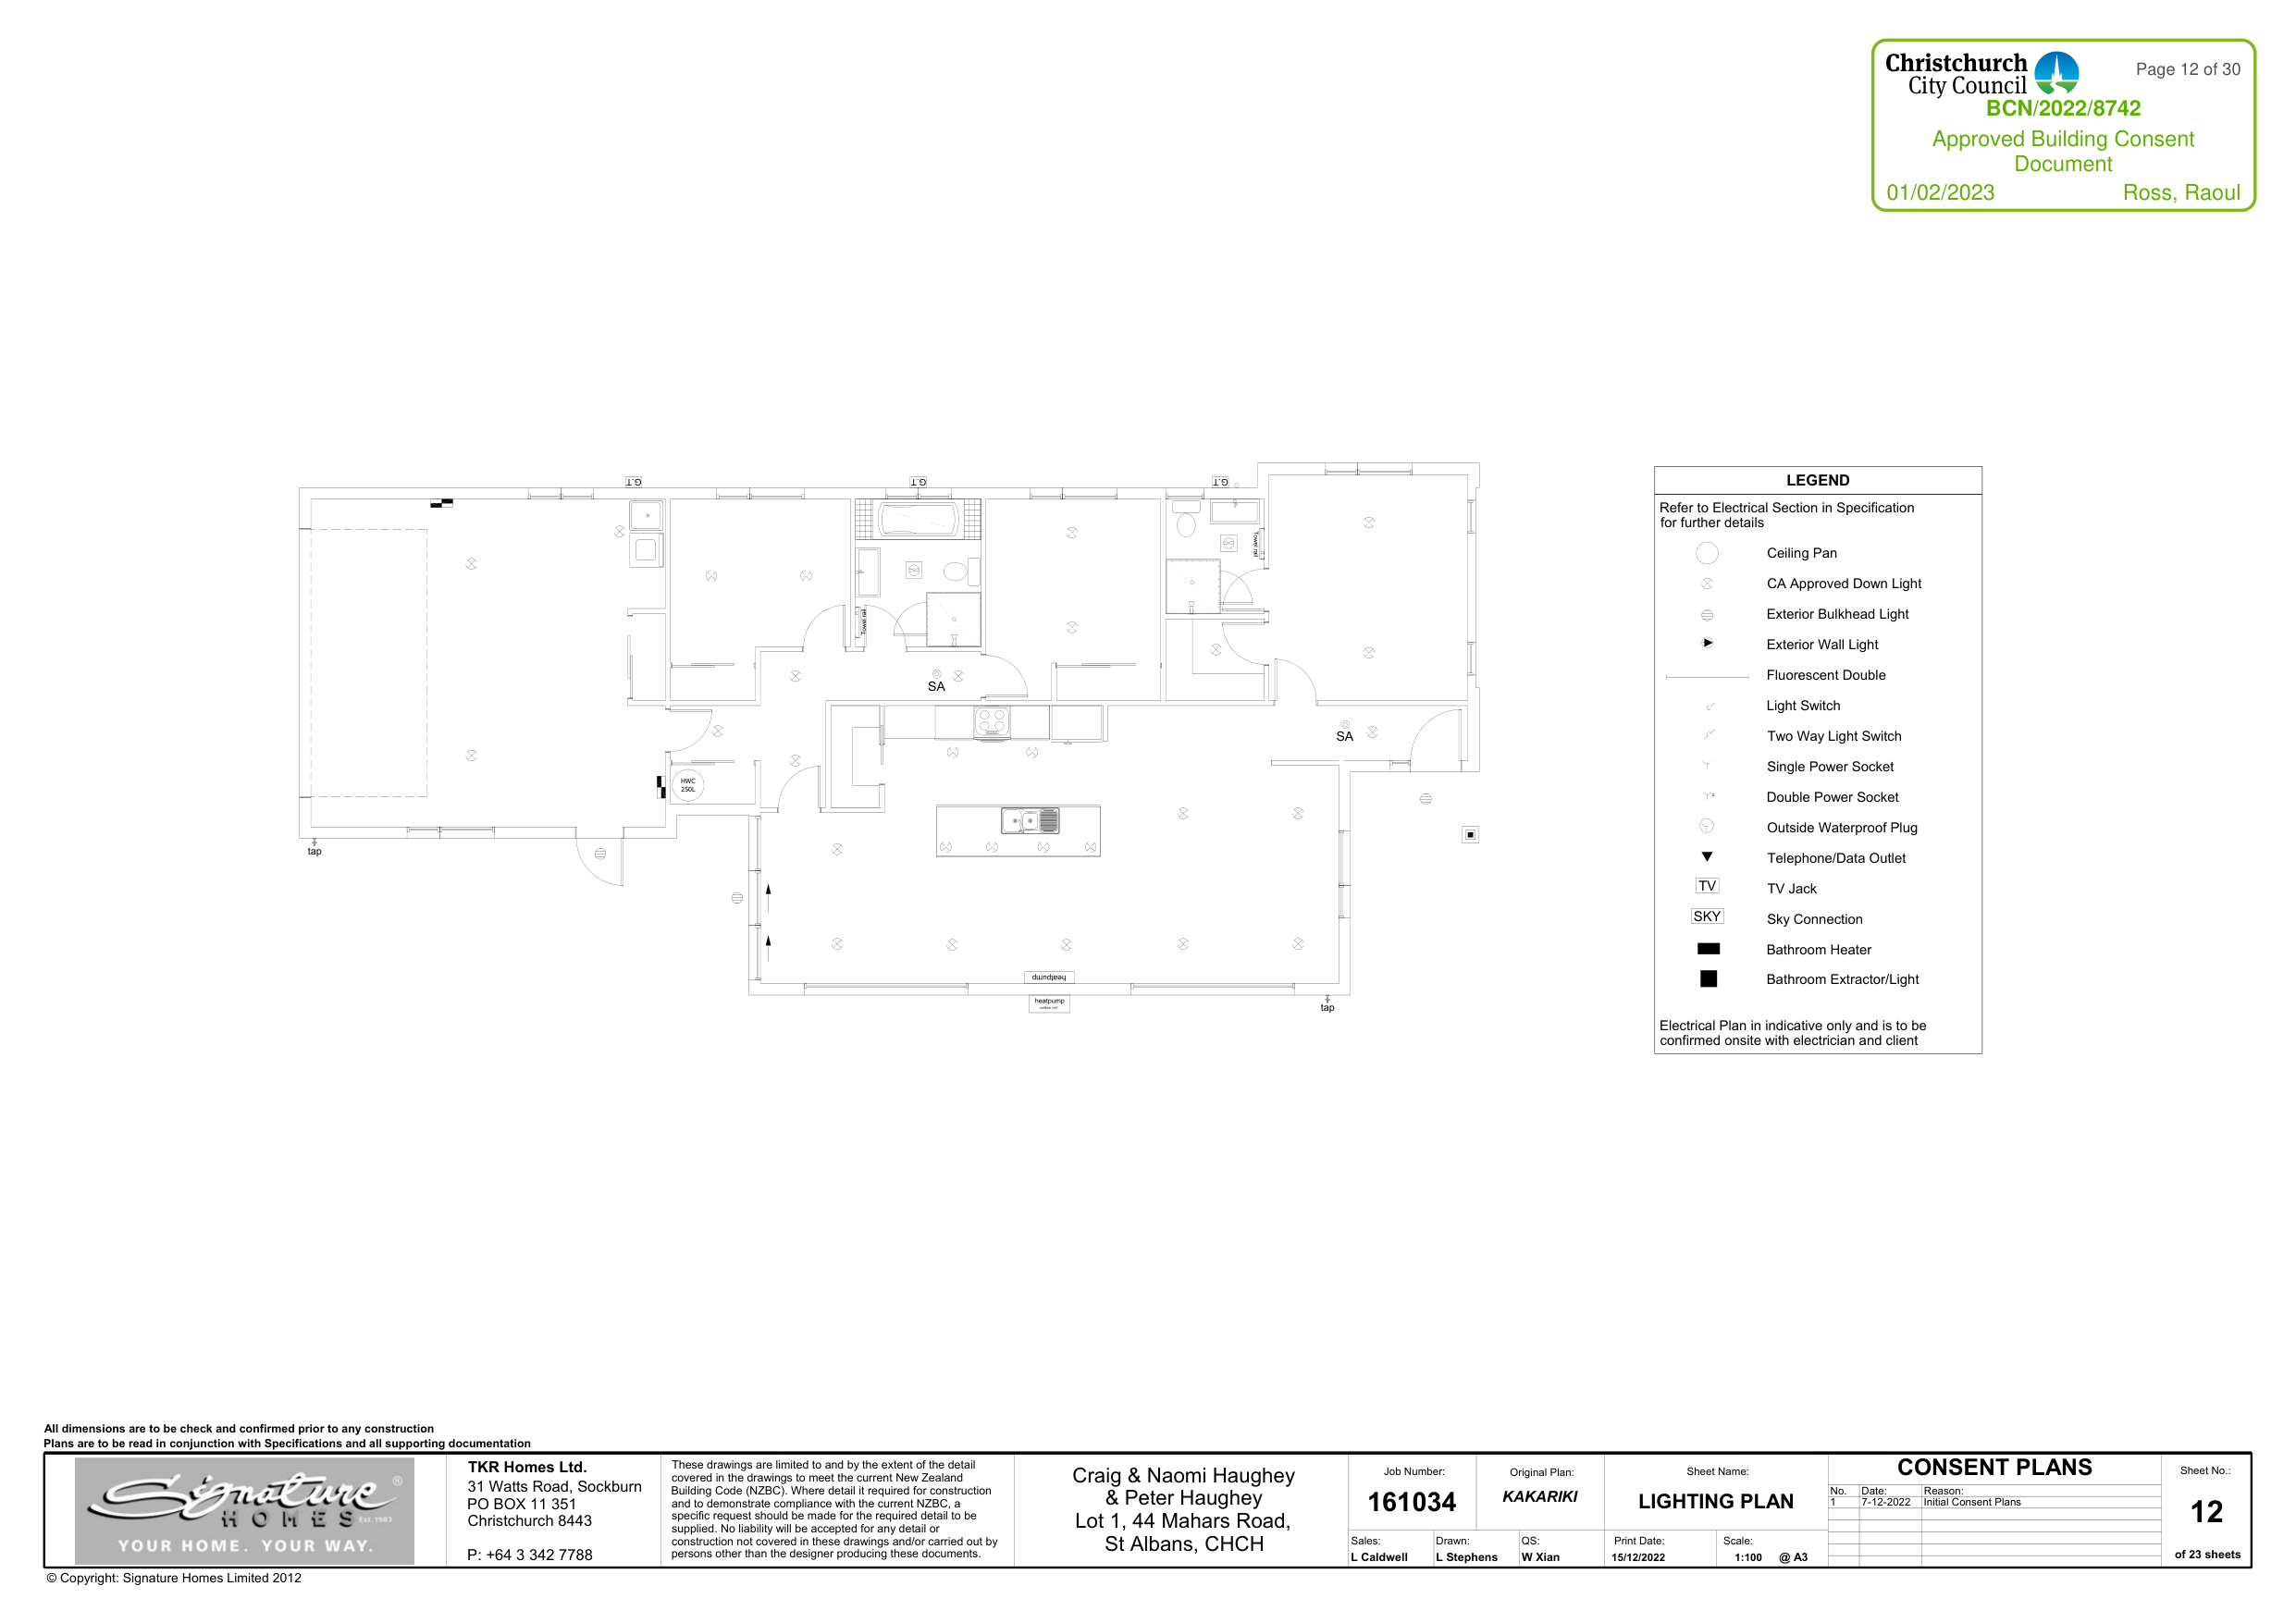 Christchurch
City Council
Page 12 of 30
BCN/2022/8742
Approved Building Consent
Document
01/02/2023 Ross, Raoul
G.T
G.T
G.T
Towel rail
Towel rail
SA
SA
HWC
250L
tap
heatpump
heatpump
tap
LEGEND
Refer to Electrical Section in Specification
for further details
Ceiling Pan
CA Approved Down Light
Exterior Bulkhead Light
Exterior Wall Light
Fluorescent Double
Light Switch
Two Way Light Switch
Single Power Socket
Double Power Socket
Outside Waterproof Plug
Telephone/Data Outlet
TV TV Jack
SKY Sky Connection
Bathroom Heater
Bathroom Extractor/Light
Electrical Plan in indicative only and is to be
confirmed onsite with electrician and client
All dimensions are to be check and confirmed prior to any construction
Plans are to be read in conjunction with Specifications and all supporting documentation
Signature ®
HOMES Est.1983
YOUR HOME. YOUR WAY.
TKR Homes Ltd.
31 Watts Road, Sockburn
PO BOX 11 351
Christchurch 8443
P: +64 3 342 7788
These drawings are limited to and by the extent of the detail
covered in the drawings to meet the current New Zealand
Building Code (NZBC). Where detail it required for construction
and to demonstrate compliance with the current NZBC, a
specific request should be made for the required detail to be
supplied. No liability will be accepted for any detail or
construction not covered in these drawings and/or carried out by
persons other than the designer producing these documents.
Craig & Naomi Haughey
& Peter Haughey
Lot 1, 44 Mahars Road,
St Albans, CHCH
Job Number:
161034
Original Plan:
KAKARIKI
Sales:
L Caldwell
Drawn:
L Stephens
QS:
W Xian
Sheet Name:
LIGHTING PLAN
Print Date:
15/12/2022
Scale:
1:100 @ A3
CONSENT PLANS
No. Date: Reason:
1 7-12-2022 Initial Consent Plans
Sheet No.:
12
of 23 sheets
© Copyright: Signature Homes Limited 2012